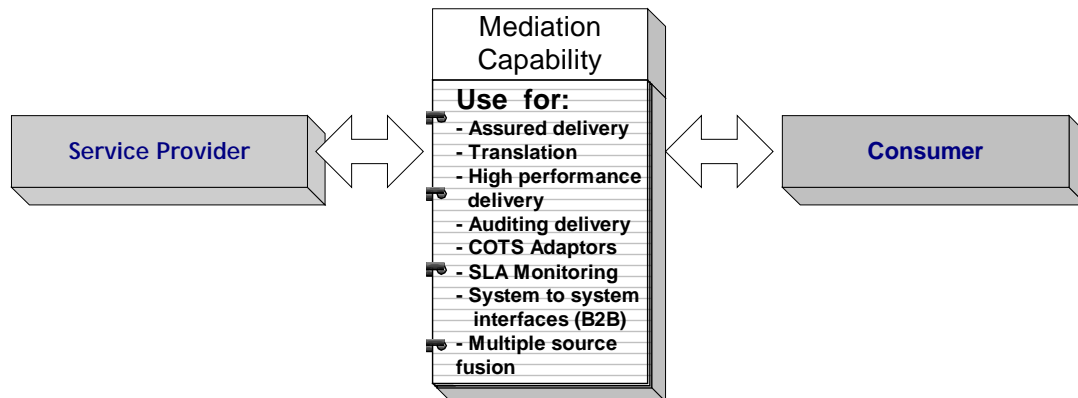 Mediation
Capability
Service Provider
Use for:
- Assured delivery
- Translation
- High performance
delivery
- Auditing delivery
- COTS Adaptors
- SLA Monitoring
- System to system
interfaces (B2B)
- Multiple source
fusion
Consumer